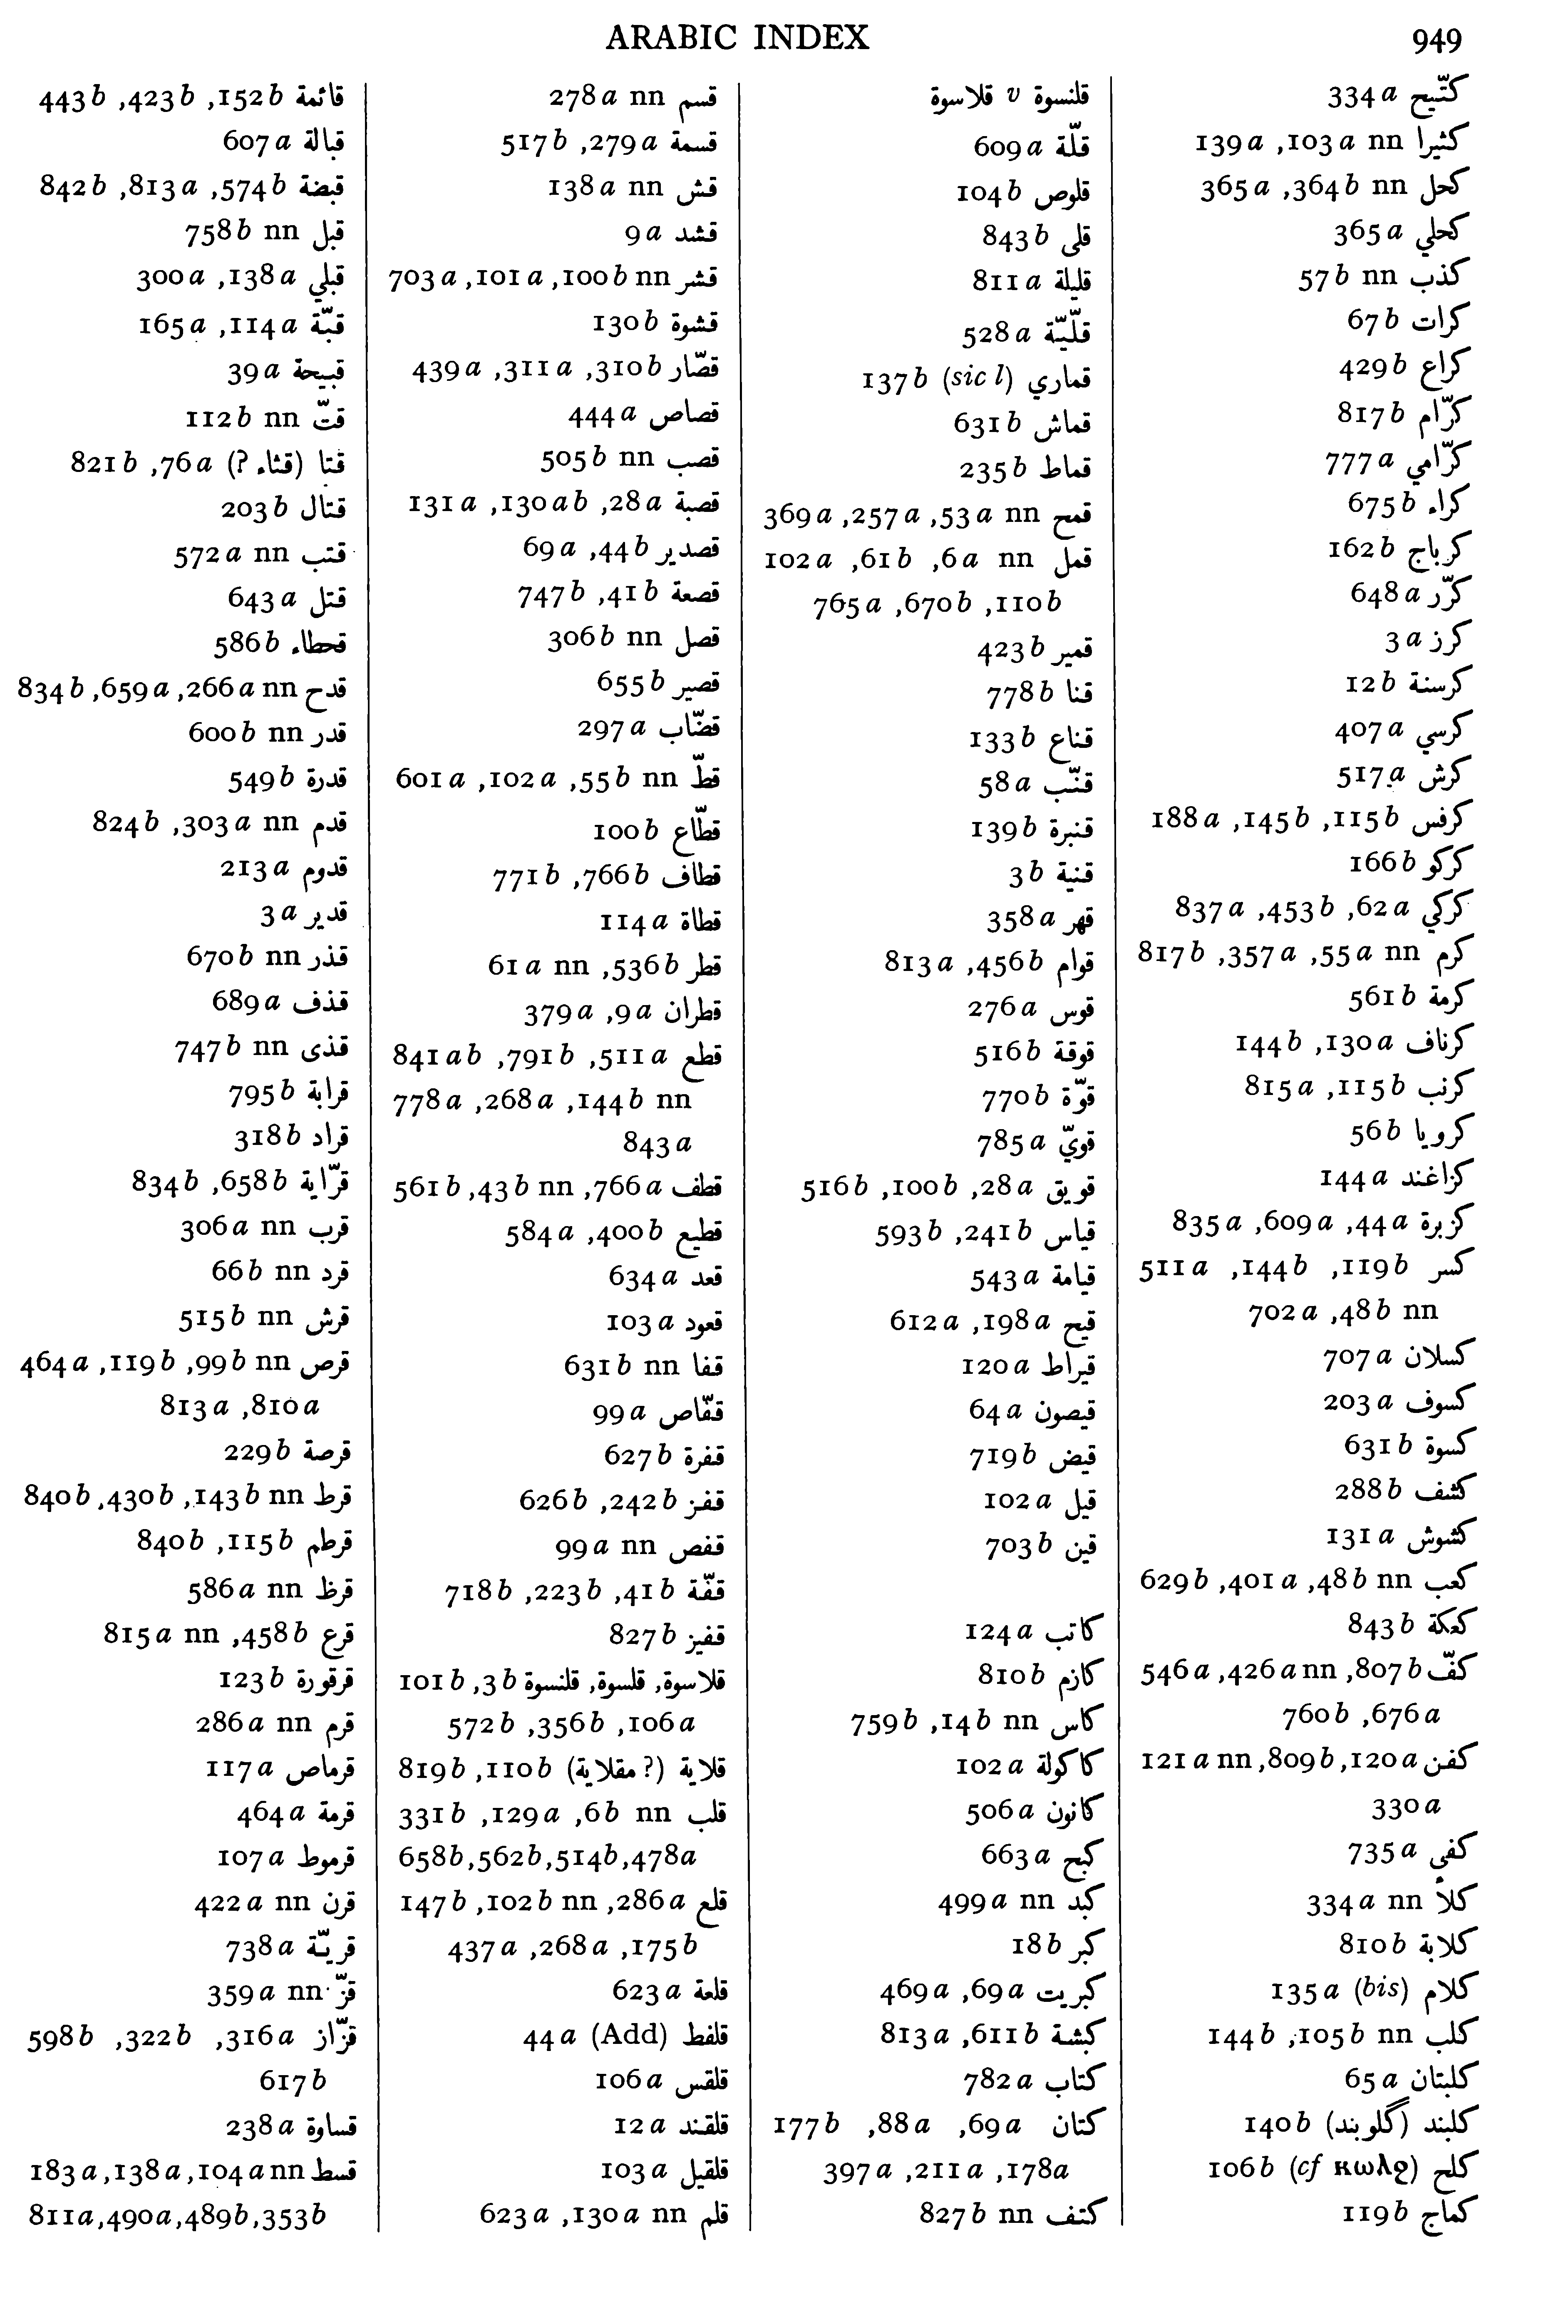 ARABIC INDEX 949
قائمة 152b, 423b, 443b
قبالة 607a
قبضة 574b, 813a, 842b
قبل 758b nn
قبلي 138a, 300a
قبّة 114a, 165a
قبيحة 39a
قتّ 112b nn
قتا (قثاء ?) 76a, 821b
قتال 203b
قتب 572a nn
قتل 643a
قحطاء 586b
قدح 266a nn, 659a, 834b
قدر 600b nn
قدرة 549b
قدم 303a nn, 824b
قدوم 213a
قدير 3a
قذر 670b nn
قذف 689a
قذى 747b nn
قرابة 795b
قراد 318b
قرّاية 658b, 834b
قرب 306a nn
قرد 66b nn
قرش 515b nn
قرص 99b nn, 119b, 464a
810a, 813a
قرصة 229b
قرط 143b nn, 430b, 840b
قرطم 115b, 840b
قرظ 586a nn
قرع 458b, 815a nn
قرقورة 123b
قرم 286a nn
قرماص 117a
قرمة 464a
قرموط 107a
قرن 422a nn
قريّة 738a
قزّ 359a nn
قزّاز 316a, 322b, 598b
617b
قساوة 238a
قسط 104a nn, 138a, 183a
353b, 489b, 490a, 811a
قسم 278a nn
قسمة 279a, 517b
قش 138a nn
قشد 9a
قشر 100b nn, 101a, 703a
قشوة 130b
قصّار 310b, 311a, 439a
قصاص 444a
قصب 505b nn
قصبة 28a, 130ab, 131a
قصدير 44b, 69a
قصعة 41b, 747b
قصل 306b nn
قصير 655b
قضّاب 297a
قطّ 55b nn, 102a, 601a
قطّاع 100b
قطاف 766b, 771b
قطاة 114a
قطر 536b, 61a nn
قطران 9a, 379a
قطع 511a, 791b, 841ab
144b nn, 268a, 778a
843a
قطف 766a, 43b nn, 561b
قطيع 400b, 584a
قعد 634a
قعود 103a
قفا 631b nn
قفّاص 99a
قفرة 627b
قفز 242b, 626b
قفص 99a nn
قفّة 41b, 223b, 718b
قفيز 827b
قلاسوة, قلسوة, قلنسوة 3b, 101b
106a, 356b, 572b
قلاية (? مقلاية) 110b, 819b
قلب 6b nn, 129a, 331b
478a, 514b, 562b, 658b
قلع 286a, 102b nn, 147b
175b, 268a, 437a
قلعة 623a
قلفط 44a (Add)
قلقس 106a
قلقند 12a
قلقيل 103a
قلم 130a nn, 623a
قلنسوة v قلاسوة
قلّة 609a
قلوص 104b
قلى 843b
قليلة 811a
قلّيّة 528a
قماري 137b (sic l)
قماش 631b
قماط 235b
قمح 53a nn, 257a, 369a
قمل 6a nn, 61b, 102a
110b, 670b, 765a
قمير 423b
قنا 778b
قناع 133b
قنّب 58a
قنبرة 139b
قنية 3b
قهر 358a
قوام 456b, 813a
قوس 276a
قوقة 516b
قوّة 770b
قويّ 785a
قويق 28a, 100b, 516b
قياس 241b, 593b
قيامة 543a
قيح 198a, 612a
قيراط 120a
قيصون 64a
قيض 719b
قيل 102a
قين 703b
كاتب 124a
كازم 810b
كاس 14b nn, 759b
كاكولة 102a
كانون 506a
كبح 663a
كبد 499a nn
كبر 18b
كبريت 69a, 469a
كبشة 611b, 813a
كتاب 782a
كتان 69a, 88a, 177b
178a, 211a, 397a
كتف 827b nn
كتّيح 334a
كثيرا 103a nn, 139a
كحل 364b nn, 365a
كحلي 365a
كذب 57b nn
كرات 67b
كراع 429b
كرّام 817b
كرّامي 777a
كراء 675b
كرباج 162b
كرّر 648a
كرز 3a
كرسنة 12b
كرسي 407a
كرش 517a
كرفس 115b, 145b, 188a
كركو 166b
كركي 62a, 453b, 837a
كرم 55a nn, 357a, 817b
كرمة 561b
كرناف 130a, 144b
كرنب 115b, 815a
كرويا 56b
كزاغند 144a
كزبرة 44a, 609a, 835a
كسر 119b, 144b, 511a
48b nn, 702a
كسلان 707a
كسوف 203a
كسوة 631b
كشف 288b
كشوش 131a
كعب 48b nn, 401a, 629b
كعكة 843b
كفّ 807b, 426a nn, 546a
676a, 760b
كفن 120a, 809b, 121a nn
330a
كفى 735a
كلأ 334a nn
كلابة 810b
كلام 135a (bis)
كلب 105b nn, 144b
كلبتان 65a
كلبند (گلوبند) 140b
كلح 106b (cf ⲕⲱⲗϩ)
كماج 119b